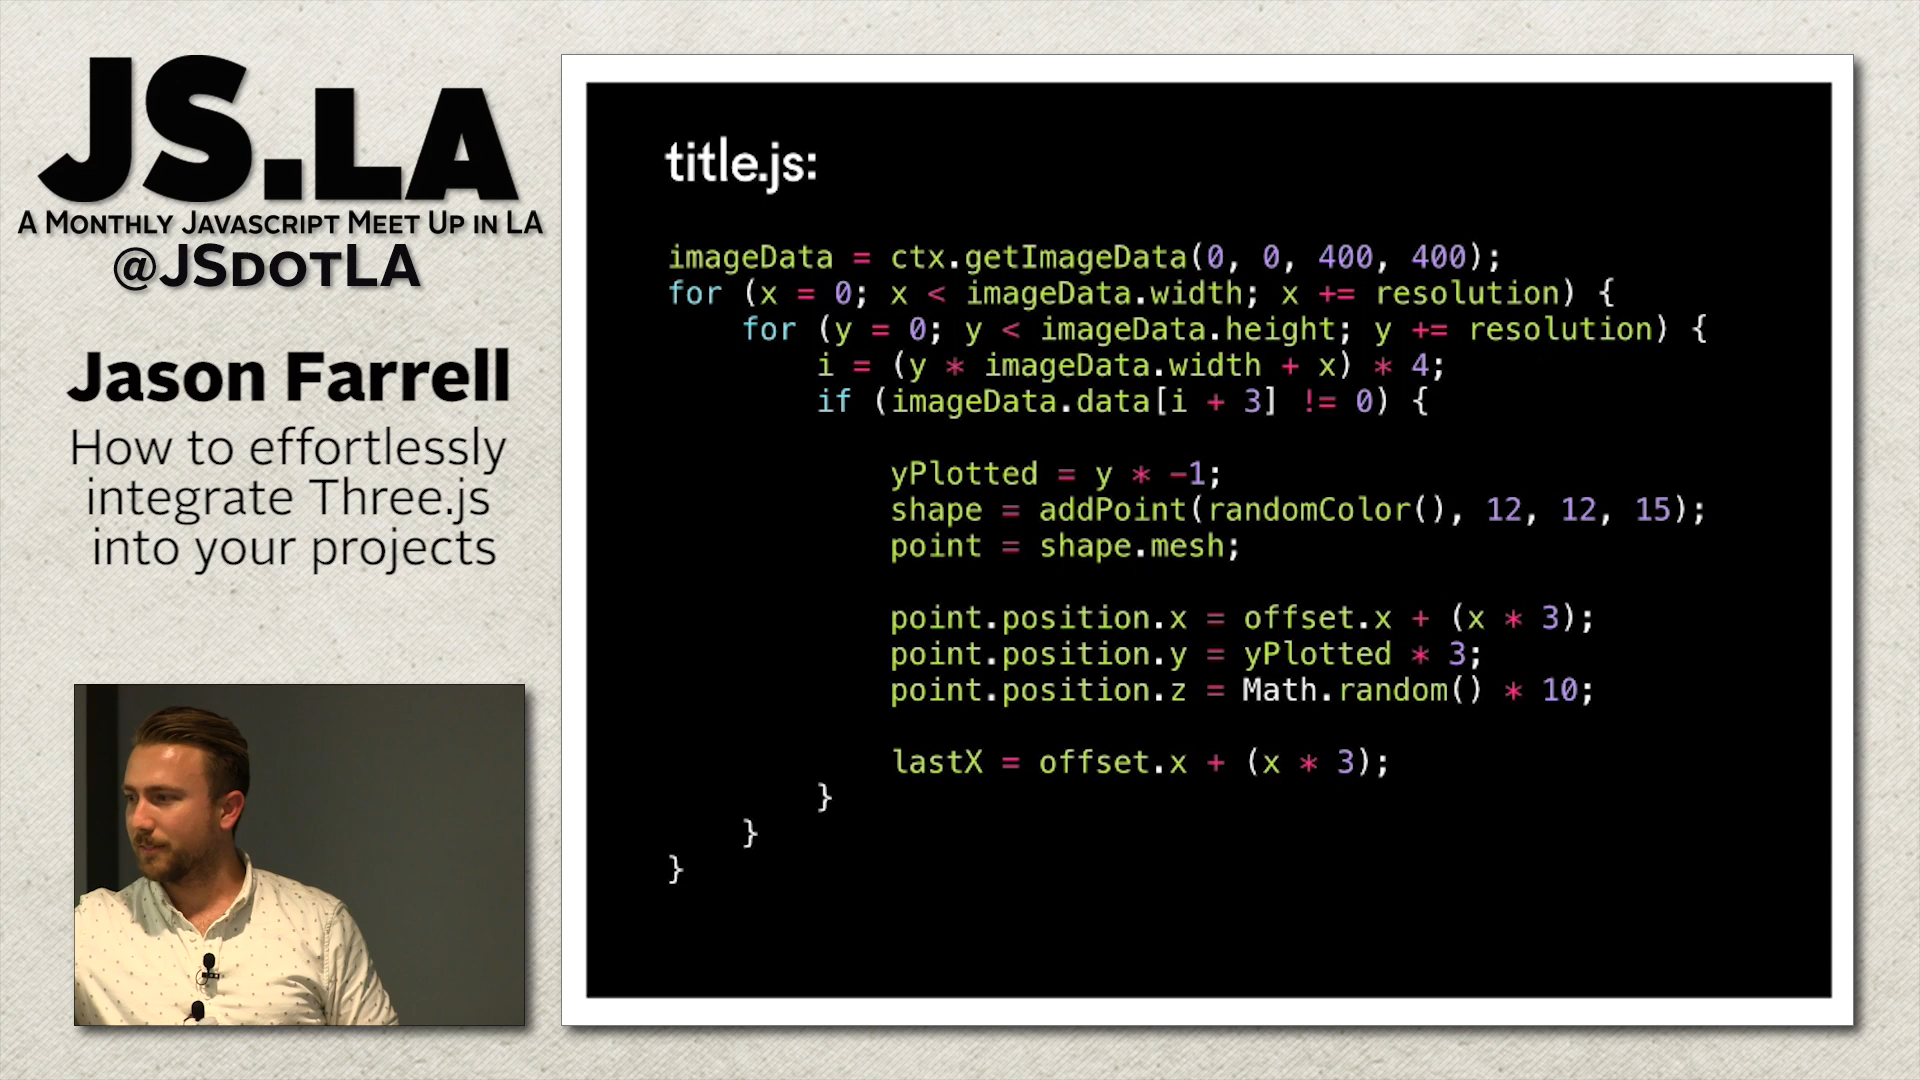 JS.LA
A Monthly Javascript Meet Up in LA
@JSdotLA
Jason Farrell
How to effortlessly
integrate Three.js
into your projects
title.js:
imageData = ctx.getImageData(0, 0, 400, 400);
for (x = 0; x < imageData.width; x += resolution) {
    for (y = 0; y < imageData.height; y += resolution) {
        i = (y * imageData.width + x) * 4;
        if (imageData.data[i + 3] != 0) {
            yPlotted = y * -1;
            shape = addPoint(randomColor(), 12, 12, 15);
            point = shape.mesh;
            point.position.x = offset.x + (x * 3);
            point.position.y = yPlotted * 3;
            point.position.z = Math.random() * 10;
            lastX = offset.x + (x * 3);
        }
    }
}